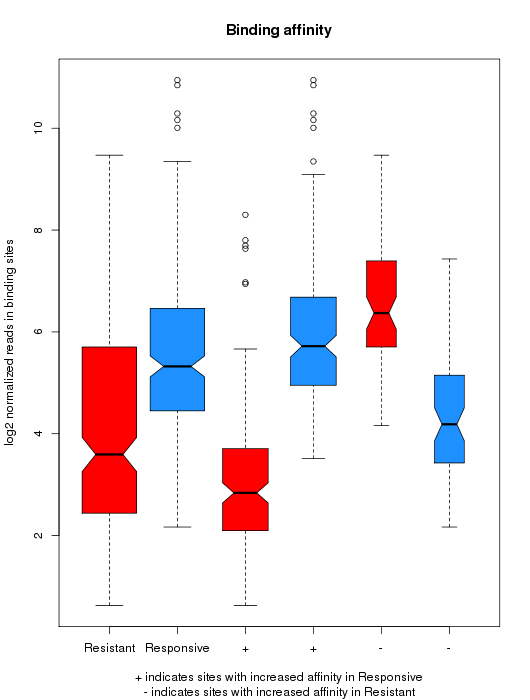 Binding affinity
log2 normalized reads in binding sites
10
8
6
4
2
Resistant Responsive + + - -
+ indicates sites with increased affinity in Responsive
- indicates sites with increased affinity in Resistant